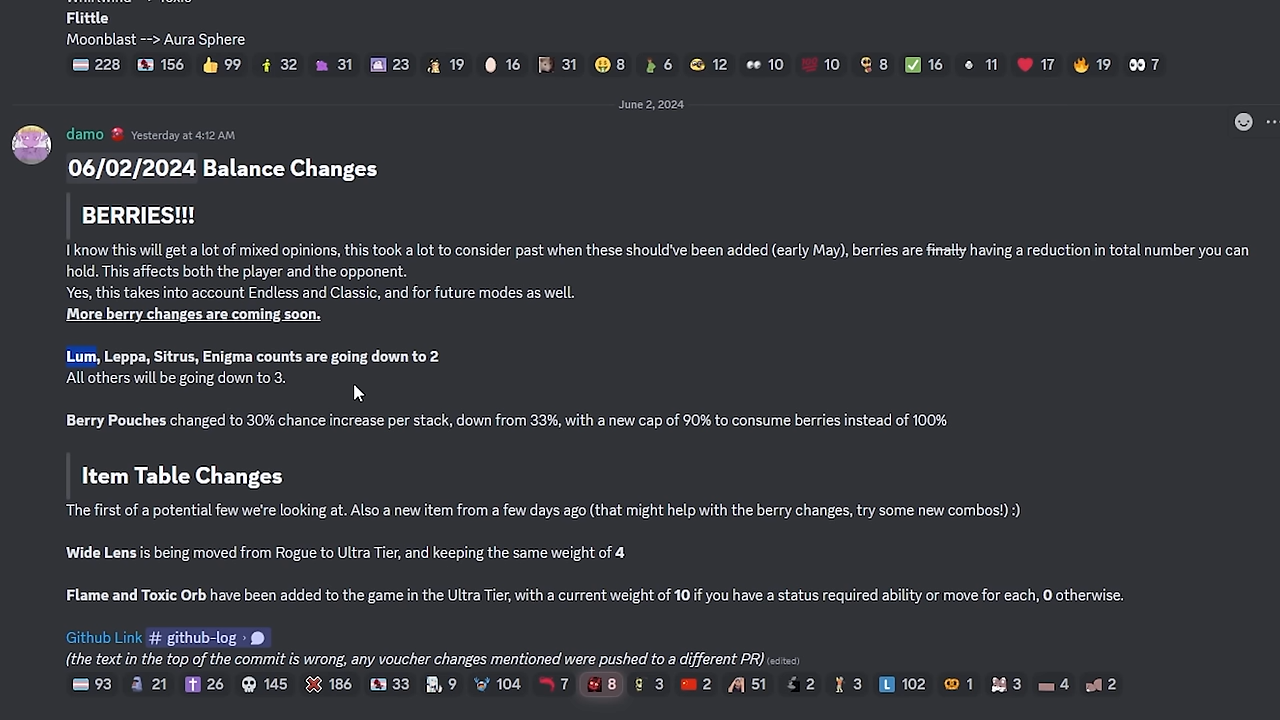 Flittle
Moonblast --> Aura Sphere
228 156 99 32 31 23 19 16 31 8 6 12 10 10 8 16 11 17 19 7
June 2, 2024
damo Yesterday at 4:12 AM
06/02/2024 Balance Changes
BERRIES!!!
I know this will get a lot of mixed opinions, this took a lot to consider past when these should've been added (early May), berries are finally having a reduction in total number you can
hold. This affects both the player and the opponent.
Yes, this takes into account Endless and Classic, and for future modes as well.
More berry changes are coming soon.
Lum, Leppa, Sitrus, Enigma counts are going down to 2
All others will be going down to 3.
Berry Pouches changed to 30% chance increase per stack, down from 33%, with a new cap of 90% to consume berries instead of 100%
Item Table Changes
The first of a potential few we're looking at. Also a new item from a few days ago (that might help with the berry changes, try some new combos!) :)
Wide Lens is being moved from Rogue to Ultra Tier, and keeping the same weight of 4
Flame and Toxic Orb have been added to the game in the Ultra Tier, with a current weight of 10 if you have a status required ability or move for each, 0 otherwise.
Github Link # github-log ›
(the text in the top of the commit is wrong, any voucher changes mentioned were pushed to a different PR) (edited)
93 21 26 145 186 33 9 104 7 8 3 2 51 2 3 L 102 1 3 4 2